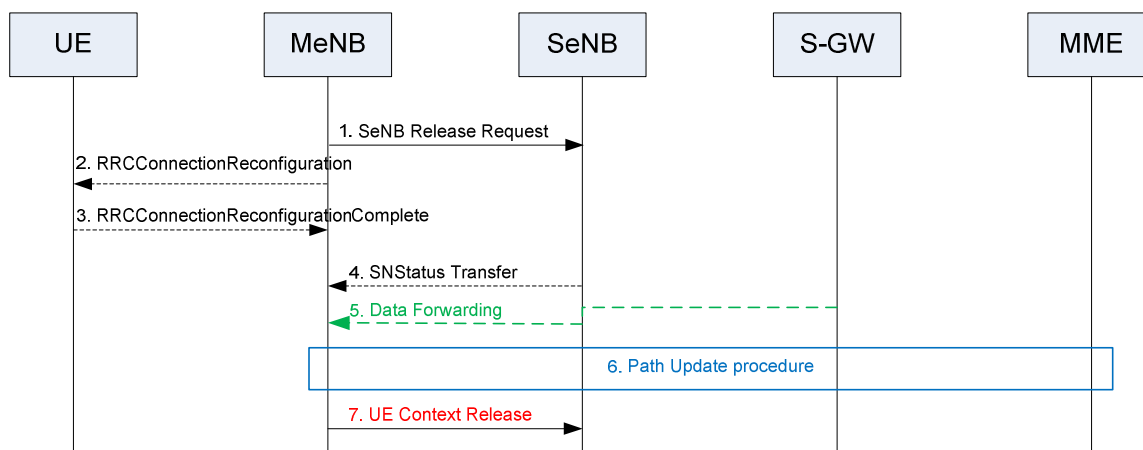 UE MeNB SeNB S-GW MME
1. SeNB Release Request
2. RRCConnectionReconfiguration
3. RRCConnectionReconfigurationComplete
4. SNStatus Transfer
5. Data Forwarding
6. Path Update procedure
7. UE Context Release